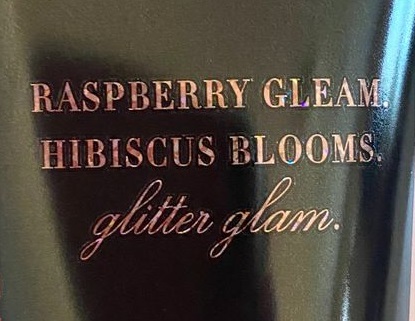 RASPBERRY GLEAM.
HIBISCUS BLOOMS.
glitter glam.